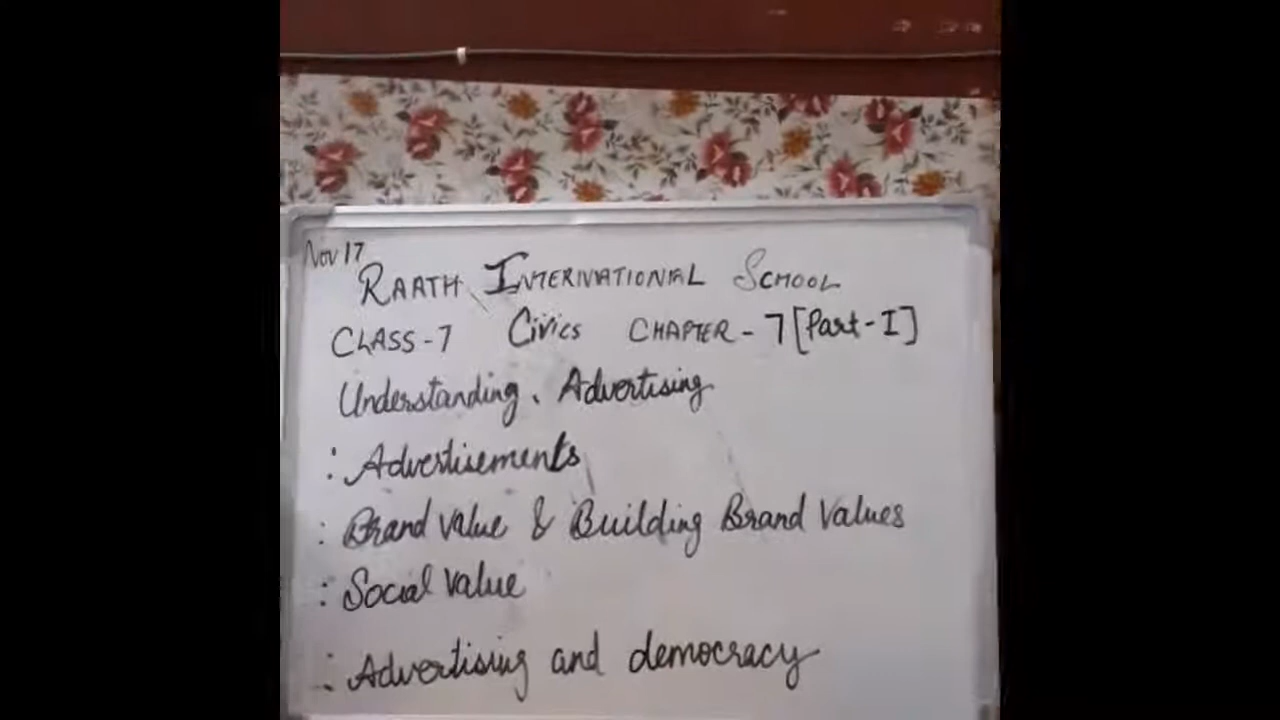 Nov 17
RAATH INTERNATIONAL SCHOOL
CLASS-7 Civics CHAPTER-7 [Part-I]
Understanding, Advertising
: Advertisements
: Brand value & Building Brand Values
: Social value
: Advertising and democracy